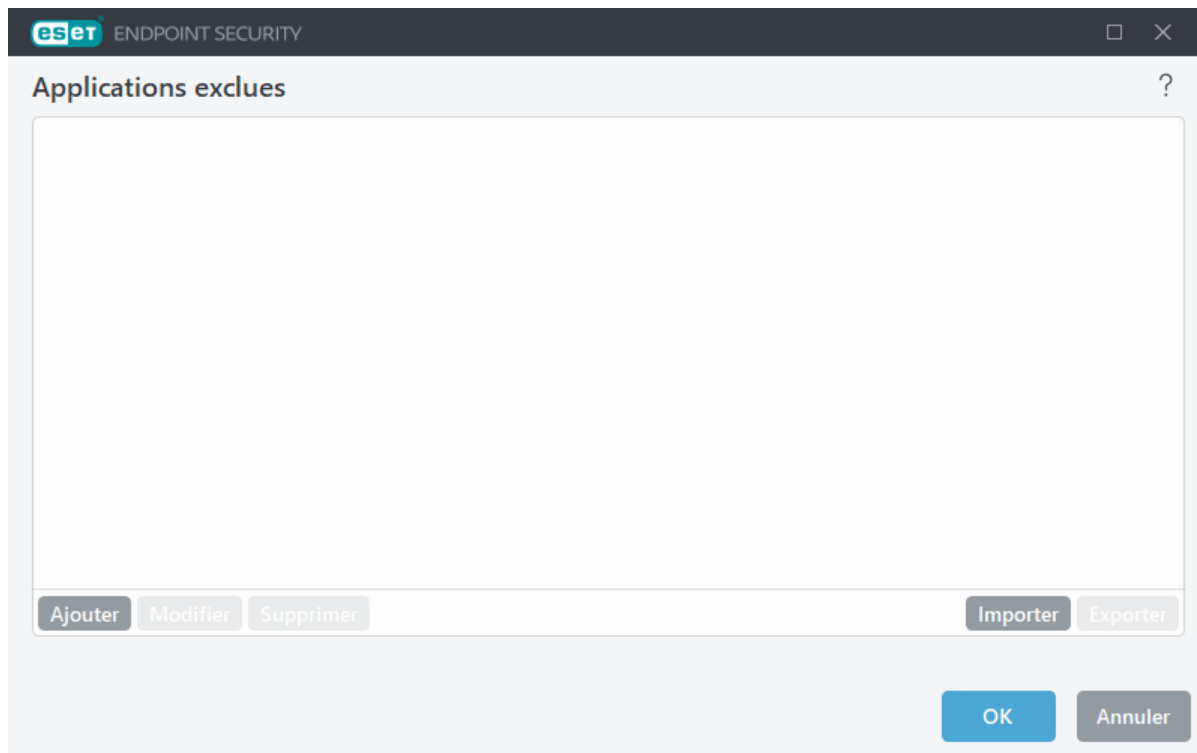 eset ENDPOINT SECURITY
Applications exclues
?
Ajouter Modifier Supprimer Importer Exporter
OK Annuler